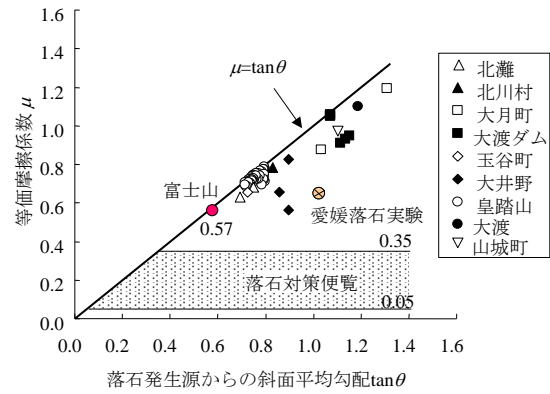 等価摩擦係数 μ
1.6
1.4
1.2
1.0
0.8
0.6
0.4
0.2
0.0
μ=tanθ
富士山
0.57
愛媛落石実験
0.35
落石対策便覧
0.05
0.0 0.2 0.4 0.6 0.8 1.0 1.2 1.4 1.6
落石発生源からの斜面平均勾配tanθ
北灘
北川村
大月町
大渡ダム
玉谷町
大井野
皇踏山
大渡
山城町